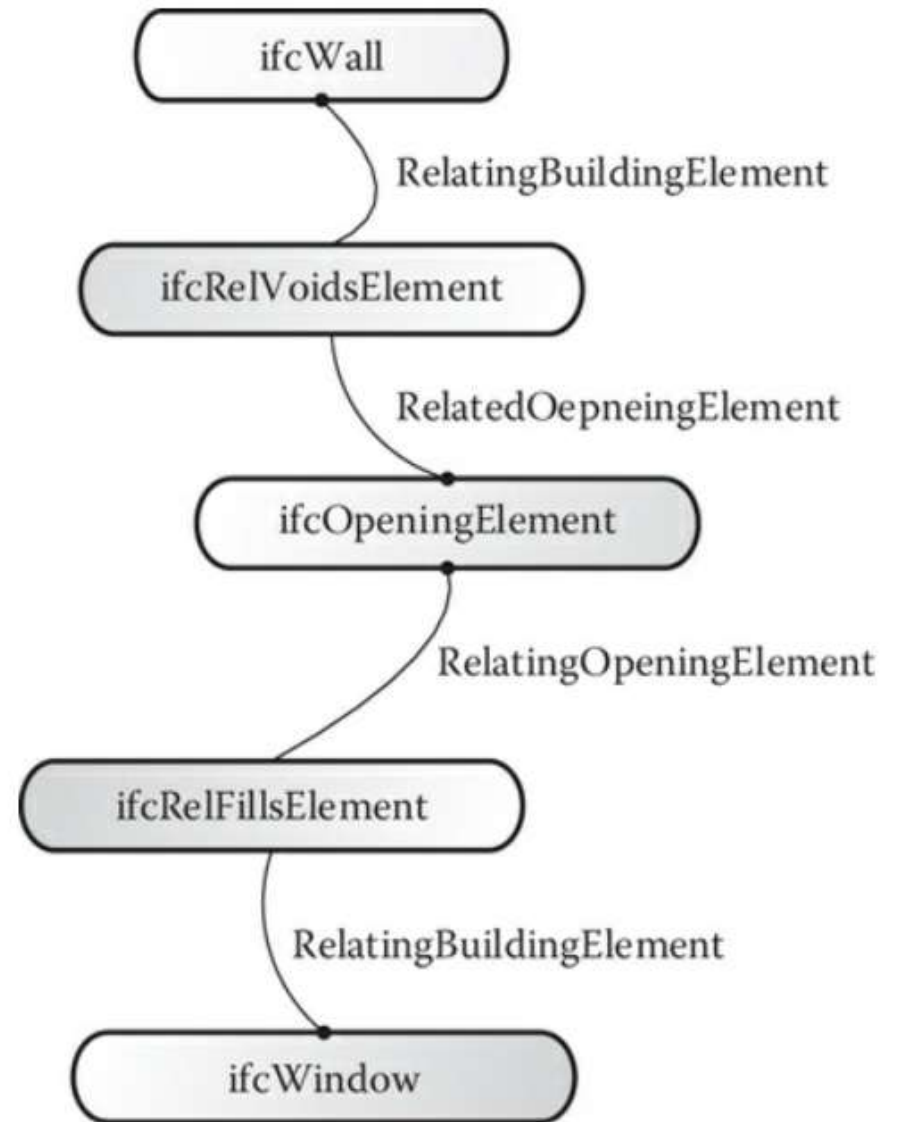 ifcWall
RelatingBuildingElement
ifcRelVoidsElement
RelatedOepneingElement
ifcOpeningElement
RelatingOpeningElement
ifcRelFillsElement
RelatingBuildingElement
ifcWindow